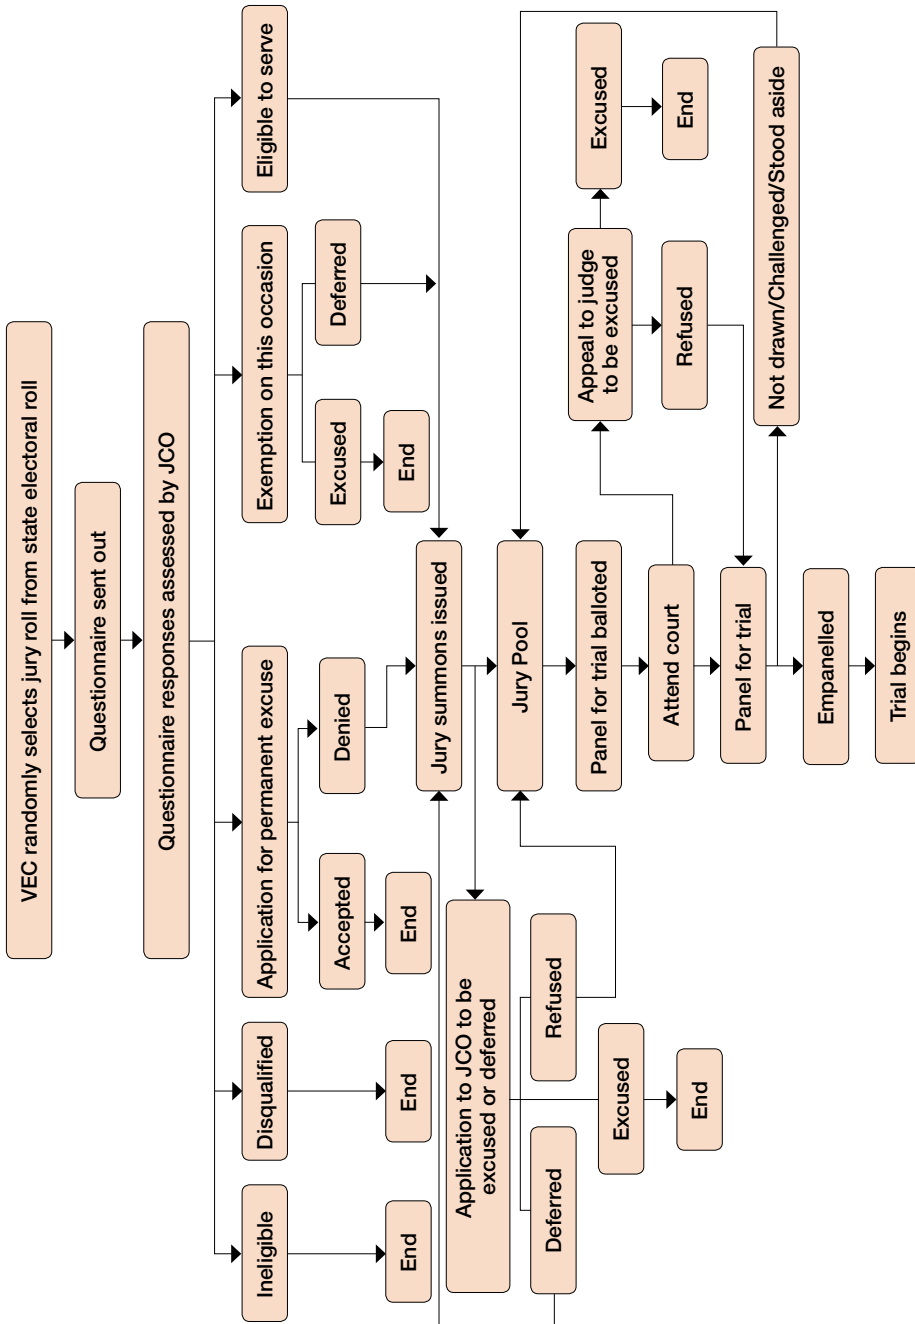 VEC randomly selects jury roll from state electoral roll
Questionnaire sent out
Questionnaire responses assessed by JCO
Ineligible
Disqualified
Application for permanent excuse
Exemption on this occasion
Eligible to serve
End
End
Accepted
Denied
End
Excused
Deferred
End
Jury summons issued
Application to JCO to be
excused or deferred
Deferred
Refused
Excused
End
Jury Pool
Panel for trial balloted
Attend court
Appeal to judge
to be excused
Excused
End
Refused
Panel for trial
Not drawn/Challenged/Stood aside
Empanelled
Trial begins